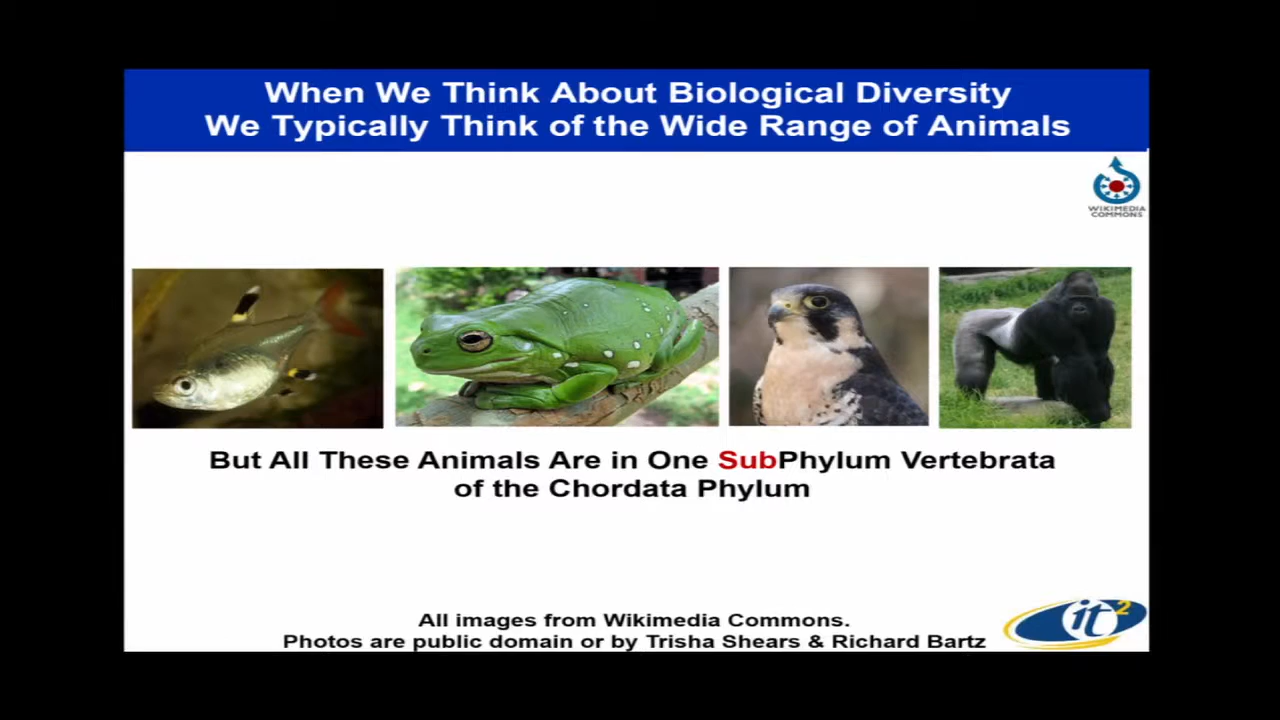 When We Think About Biological Diversity
We Typically Think of the Wide Range of Animals
WIKIMEDIA
COMMONS
But All These Animals Are in One SubPhylum Vertebrata
of the Chordata Phylum
All images from Wikimedia Commons.
Photos are public domain or by Trisha Shears & Richard Bartz
it2